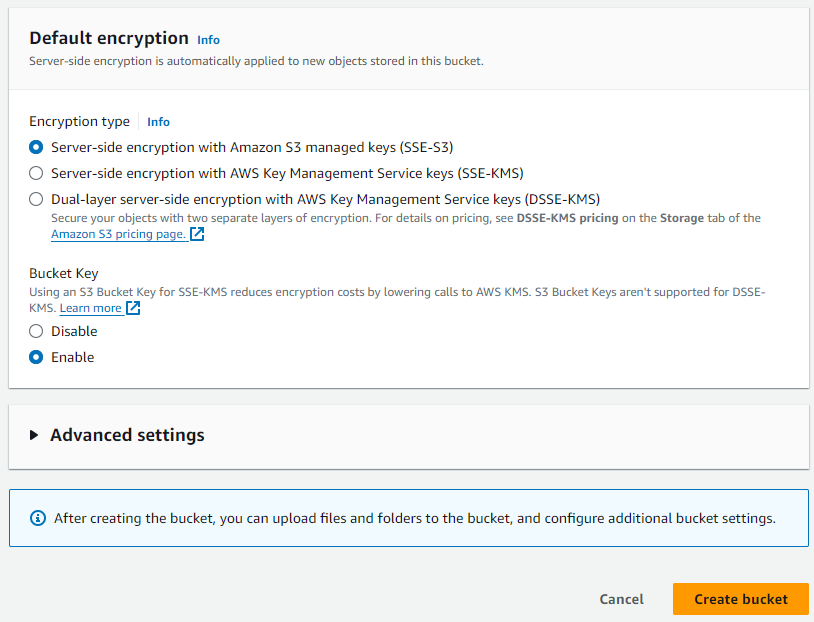 Default encryption Info
Server-side encryption is automatically applied to new objects stored in this bucket.
Encryption type Info
Server-side encryption with Amazon S3 managed keys (SSE-S3)
Server-side encryption with AWS Key Management Service keys (SSE-KMS)
Dual-layer server-side encryption with AWS Key Management Service keys (DSSE-KMS)
Secure your objects with two separate layers of encryption. For details on pricing, see DSSE-KMS pricing on the Storage tab of the
Amazon S3 pricing page.
Bucket Key
Using an S3 Bucket Key for SSE-KMS reduces encryption costs by lowering calls to AWS KMS. S3 Bucket Keys aren't supported for DSSE-
KMS. Learn more
Disable
Enable
Advanced settings
After creating the bucket, you can upload files and folders to the bucket, and configure additional bucket settings.
Cancel Create bucket